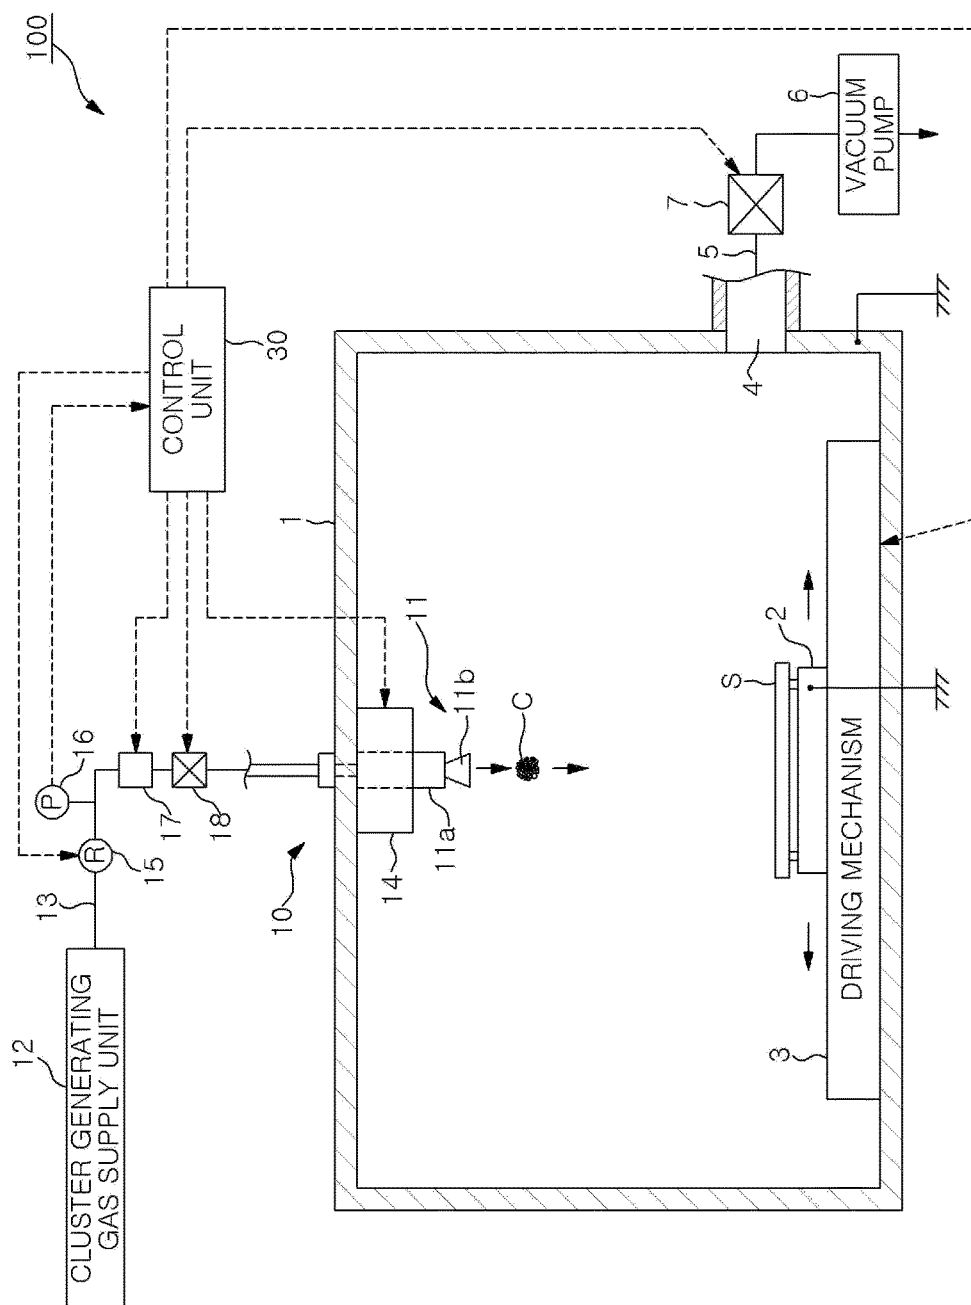 100
CONTROL
UNIT
30
VACUUM
PUMP
6
7
5
4
1
16
P
R
15
17
18
13
12
CLUSTER GENERATING
GAS SUPPLY UNIT
10
14
11
11a
11b
C
S
2
3
DRIVING MECHANISM